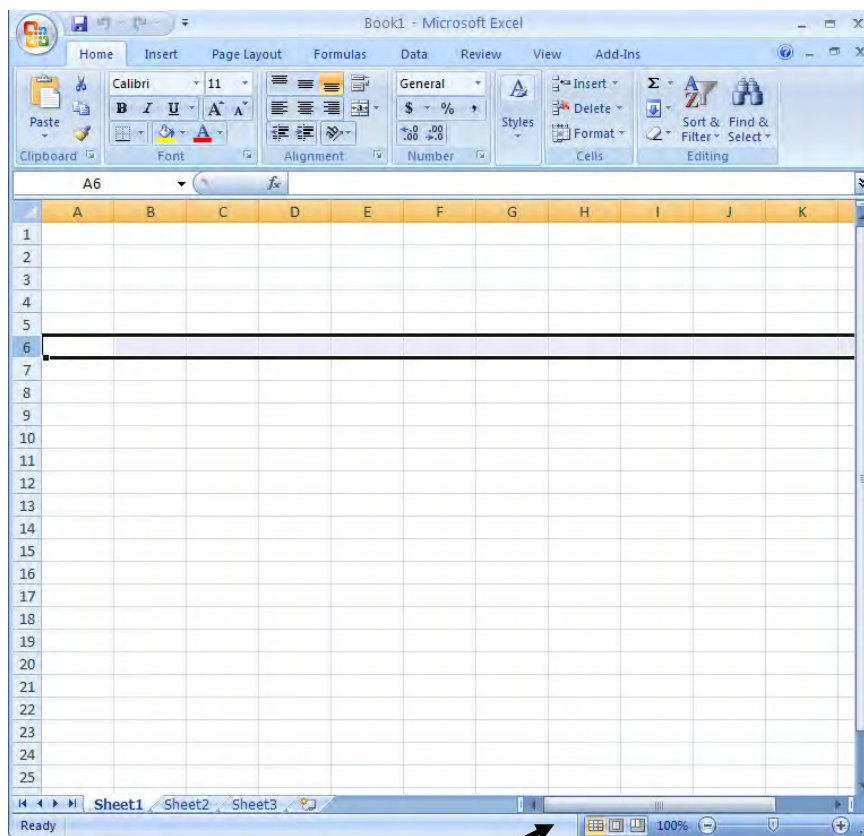 Book1 - Microsoft Excel
Home Insert Page Layout Formulas Data Review View Add-Ins
Calibri 11 General Insert Σ
Paste B I U A A $ % , Styles Delete Sort & Filter Find & Select
A .00 .00 Format
Clipboard Font Alignment Number Cells Editing
A6 fx
A B C D E F G H I J K
1
2
3
4
5
6
7
8
9
10
11
12
13
14
15
16
17
18
19
20
21
22
23
24
25
Sheet1 Sheet2 Sheet3
Ready 100%